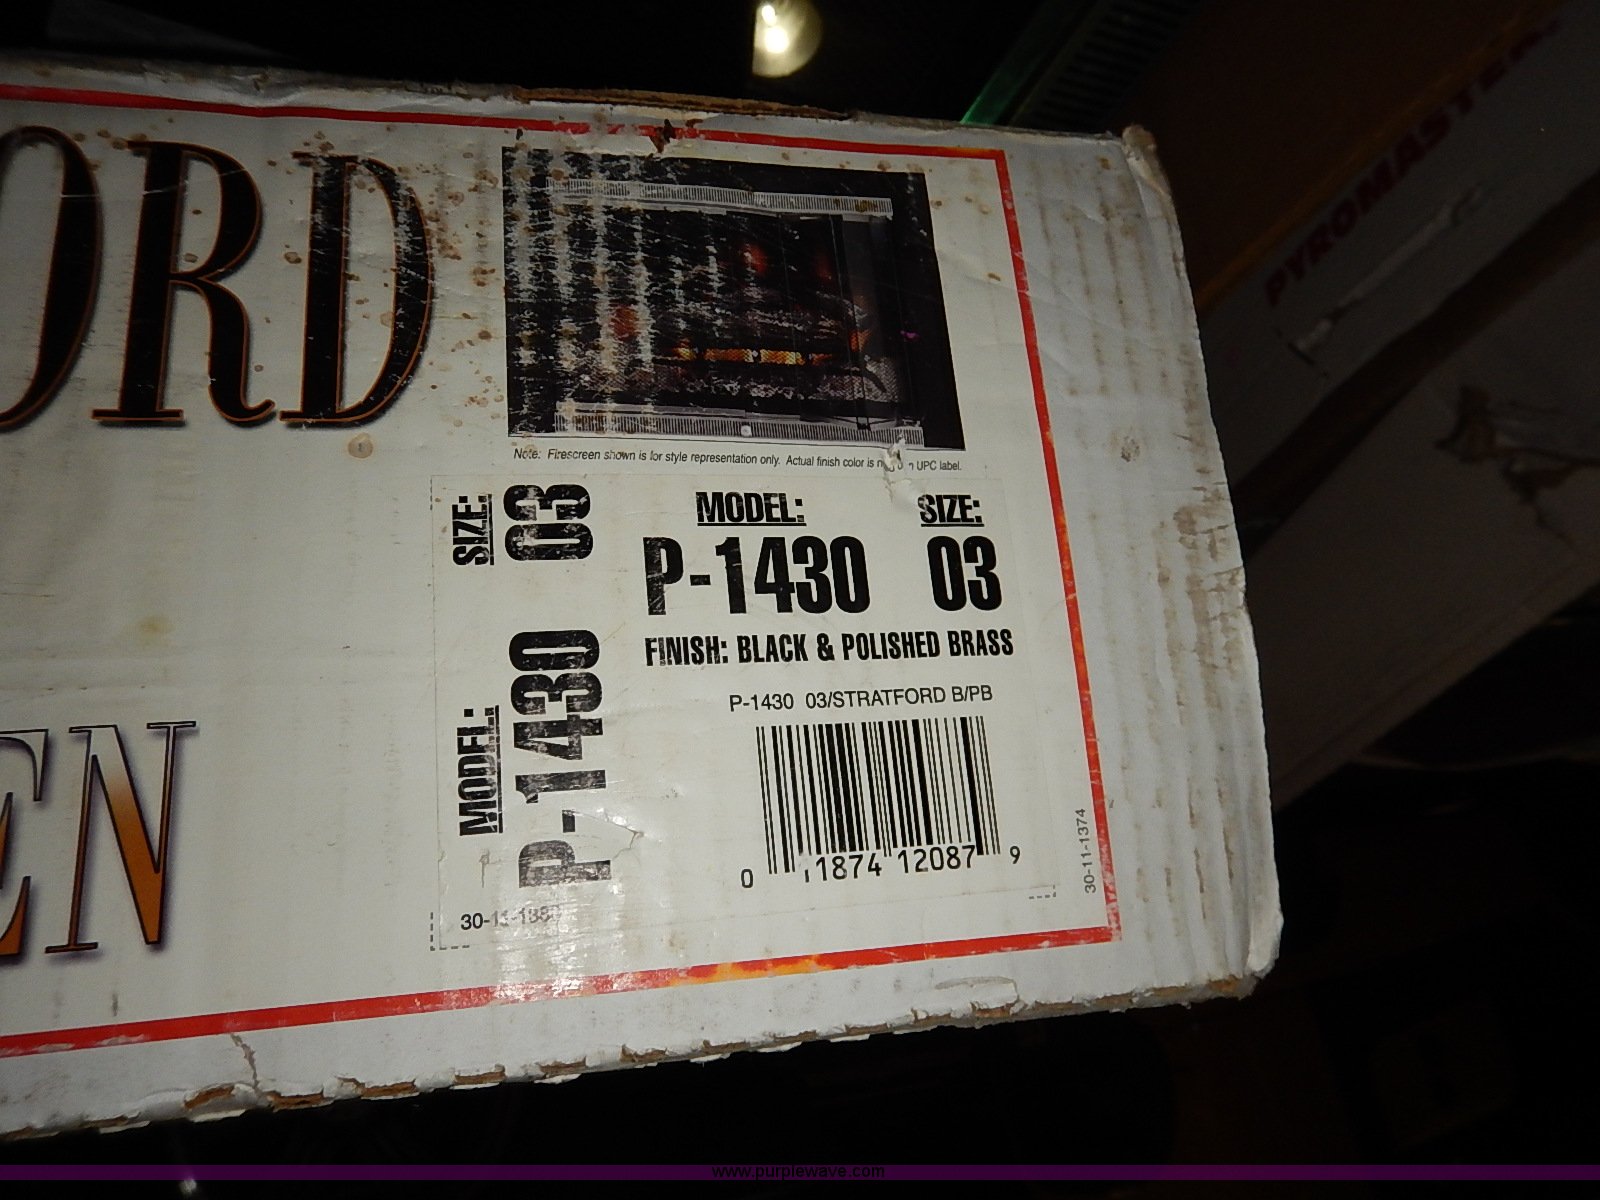 ORD
EN
Note: Firescreen shown is for style representation only. Actual finish color is on UPC label.
SIZE: 03
MODEL: P-1430
MODEL: SIZE:
P-1430 03
FINISH: BLACK & POLISHED BRASS
P-1430 03/STRATFORD B/PB
0 11874 12087 9
30-11-1374
PYROMASTER
www.purplewave.com